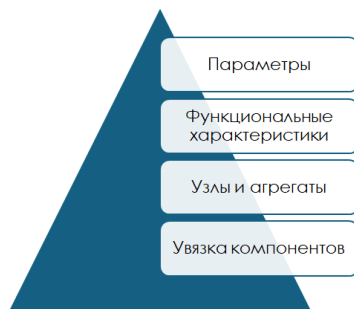 Параметры
Функциональные
характеристики
Узлы и агрегаты
Увязка компонентов